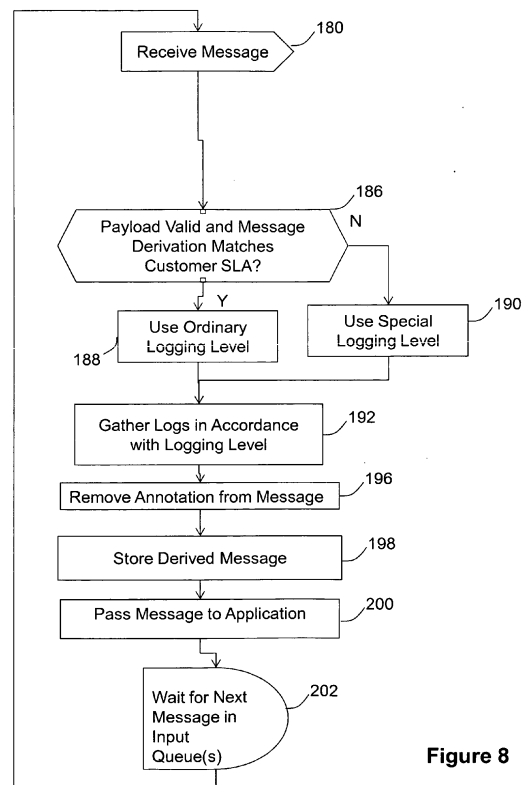 Receive Message
180
186
Payload Valid and Message
Derivation Matches
Customer SLA?
N
Y
Use Ordinary
Logging Level
188
Use Special
Logging Level
190
Gather Logs in Accordance
with Logging Level
192
Remove Annotation from Message
196
Store Derived Message
198
Pass Message to Application
200
Wait for Next
Message in
Input
Queue(s)
202
Figure 8